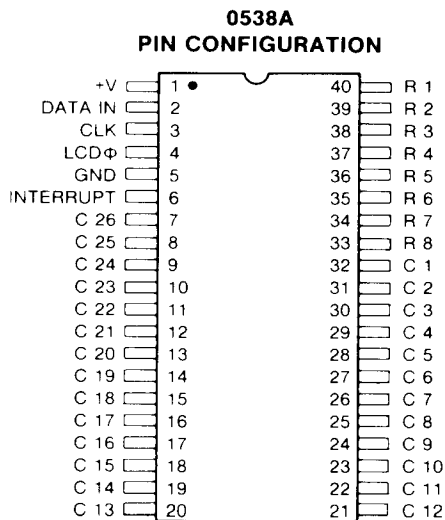 0538A
PIN CONFIGURATION
+V 1 40 R 1
DATA IN 2 39 R 2
CLK 3 38 R 3
LCDΦ 4 37 R 4
GND 5 36 R 5
INTERRUPT 6 35 R 6
C 26 7 34 R 7
C 25 8 33 R 8
C 24 9 32 C 1
C 23 10 31 C 2
C 22 11 30 C 3
C 21 12 29 C 4
C 20 13 28 C 5
C 19 14 27 C 6
C 18 15 26 C 7
C 17 16 25 C 8
C 16 17 24 C 9
C 15 18 23 C 10
C 14 19 22 C 11
C 13 20 21 C 12